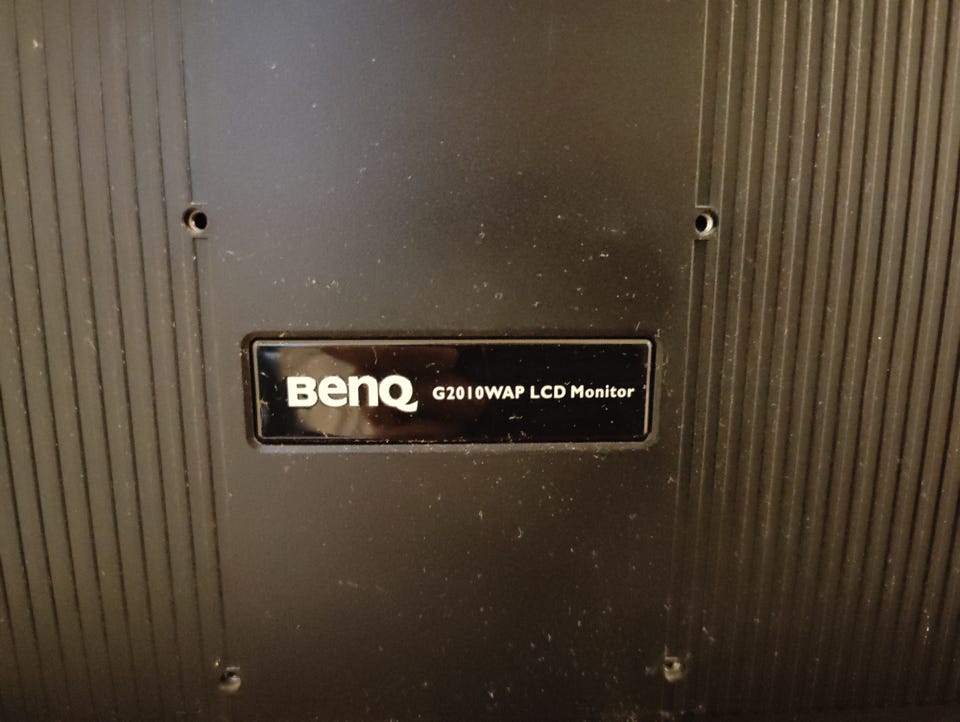 BenQ G2010WAP LCD Monitor